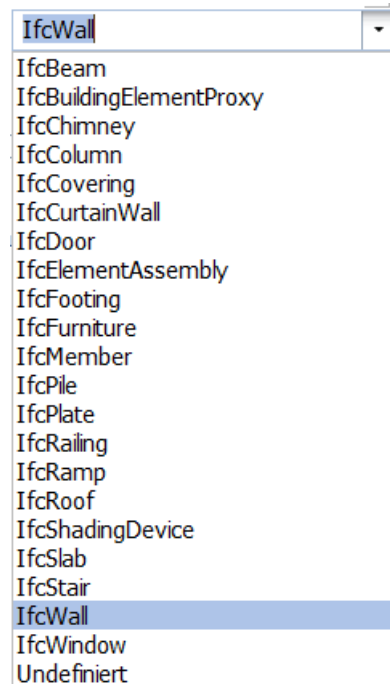 IfcWall
IfcBeam
IfcBuildingElementProxy
IfcChimney
IfcColumn
IfcCovering
IfcCurtainWall
IfcDoor
IfcElementAssembly
IfcFooting
IfcFurniture
IfcMember
IfcPile
IfcPlate
IfcRailing
IfcRamp
IfcRoof
IfcShadingDevice
IfcSlab
IfcStair
IfcWall
IfcWindow
Undefiniert